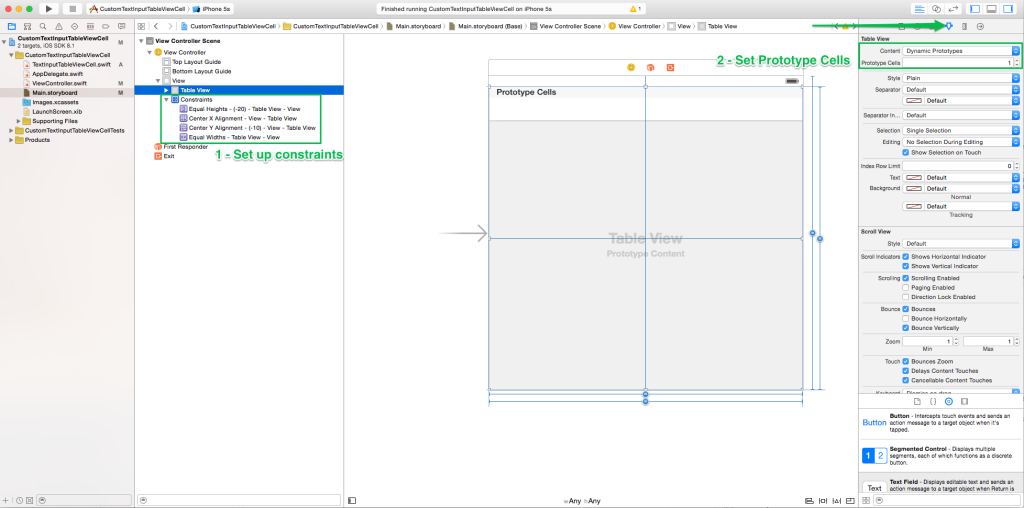 CustomTextInputTableViewCell iPhone 5s
Finished running CustomTextInputTableViewCell on iPhone 5s
1
CustomTextInputTableViewCell
2 targets, iOS SDK 8.1
M
CustomTextInputTableViewCell
TextInputTableViewCell.swift A
AppDelegate.swift
ViewController.swift M
Main.storyboard M
Images.xcassets
LaunchScreen.xib
Supporting Files
CustomTextInputTableViewCellTests
Products
CustomTextInputTableViewCell
CustomTextInputTableViewCell
Main.storyboard
Main.storyboard (Base)
View Controller Scene
View Controller
View
Table View
View Controller Scene
View Controller
Top Layout Guide
Bottom Layout Guide
View
Table View
Constraints
Equal Heights - (-20) - Table View - View
Center X Alignment - View - Table View
Center Y Alignment - (-10) - View - Table View
Equal Widths - Table View - View
First Responder
Exit
1 - Set up constraints
2 - Set Prototype Cells
Prototype Cells
Table View
Prototype Content
wAny hAny
Table View
Content Dynamic Prototypes
Prototype Cells 1
Style Plain
Separator Default
Default
Separator In... Default
Selection Single Selection
Editing No Selection During Editing
Show Selection on Touch
Index Row Limit 0
Text Default
Background Default
Normal
Default
Tracking
Scroll View
Style Default
Scroll Indicators Shows Horizontal Indicator
Shows Vertical Indicator
Scrolling Scrolling Enabled
Paging Enabled
Direction Lock Enabled
Bounce Bounces
Bounce Horizontally
Bounce Vertically
Zoom 1 1
Min Max
Touch Bounces Zoom
Delays Content Touches
Cancellable Content Touches
Button
Button - Intercepts touch events and sends an
action message to a target object when it's
tapped.
1 2
Segmented Control - Displays multiple
segments, each of which functions as a discrete
button.
Text
Text Field - Displays editable text and sends an
action message to a target object when Return is